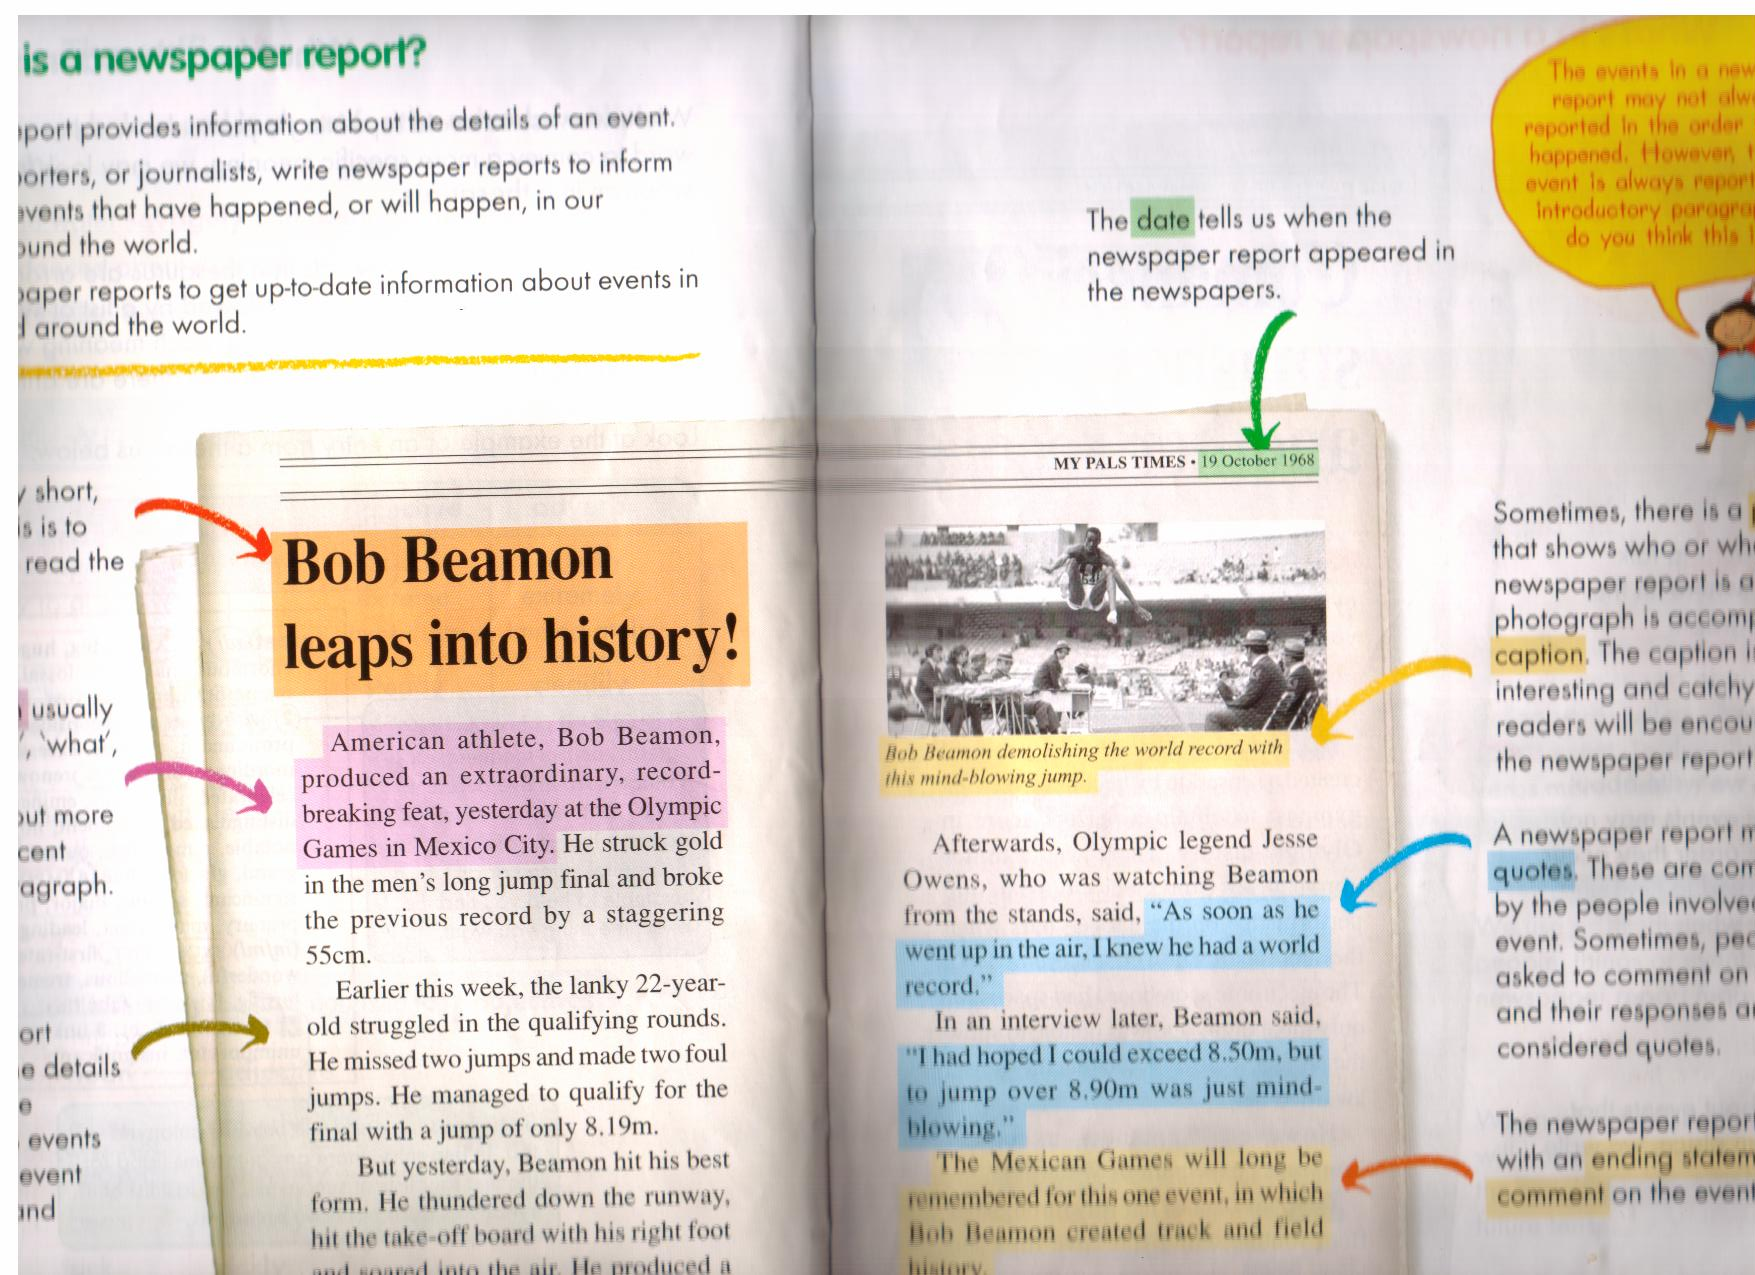 is a newspaper report?
port provides information about the details of an event.
orters, or journalists, write newspaper reports to inform
vents that have happened, or will happen, in our
und the world.
paper reports to get up-to-date information about events in
around the world.
short,
s is to
read the
usually
', 'what',
out more
cent
agraph.
ort
e details
e
events
event
and
Bob Beamon
leaps into history!
American athlete, Bob Beamon,
produced an extraordinary, record-
breaking feat, yesterday at the Olympic
Games in Mexico City. He struck gold
in the men's long jump final and broke
the previous record by a staggering
55cm.
Earlier this week, the lanky 22-year-
old struggled in the qualifying rounds.
He missed two jumps and made two foul
jumps. He managed to qualify for the
final with a jump of only 8.19m.
But yesterday, Beamon hit his best
form. He thundered down the runway,
hit the take-off board with his right foot
and soared into the air. He produced a
The date tells us when the
newspaper report appeared in
the newspapers.
MY PALS TIMES • 19 October 1968
Bob Beamon demolishing the world record with
this mind-blowing jump.
Afterwards, Olympic legend Jesse
Owens, who was watching Beamon
from the stands, said, "As soon as he
went up in the air, I knew he had a world
record."
In an interview later, Beamon said,
"I had hoped I could exceed 8.50m, but
to jump over 8.90m was just mind-
blowing."
The Mexican Games will long be
remembered for this one event, in which
Bob Beamon created track and field
history.
The events in a new
report may not alw
reported in the order
happened. However, t
event is always report
introductory paragra
do you think this i
Sometimes, there is a
that shows who or wh
newspaper report is a
photograph is accomp
caption. The caption i
interesting and catchy
readers will be encou
the newspaper report
A newspaper report m
quotes. These are com
by the people involve
event. Sometimes, peo
asked to comment on
and their responses a
considered quotes.
The newspaper report
with an ending statem
comment on the event